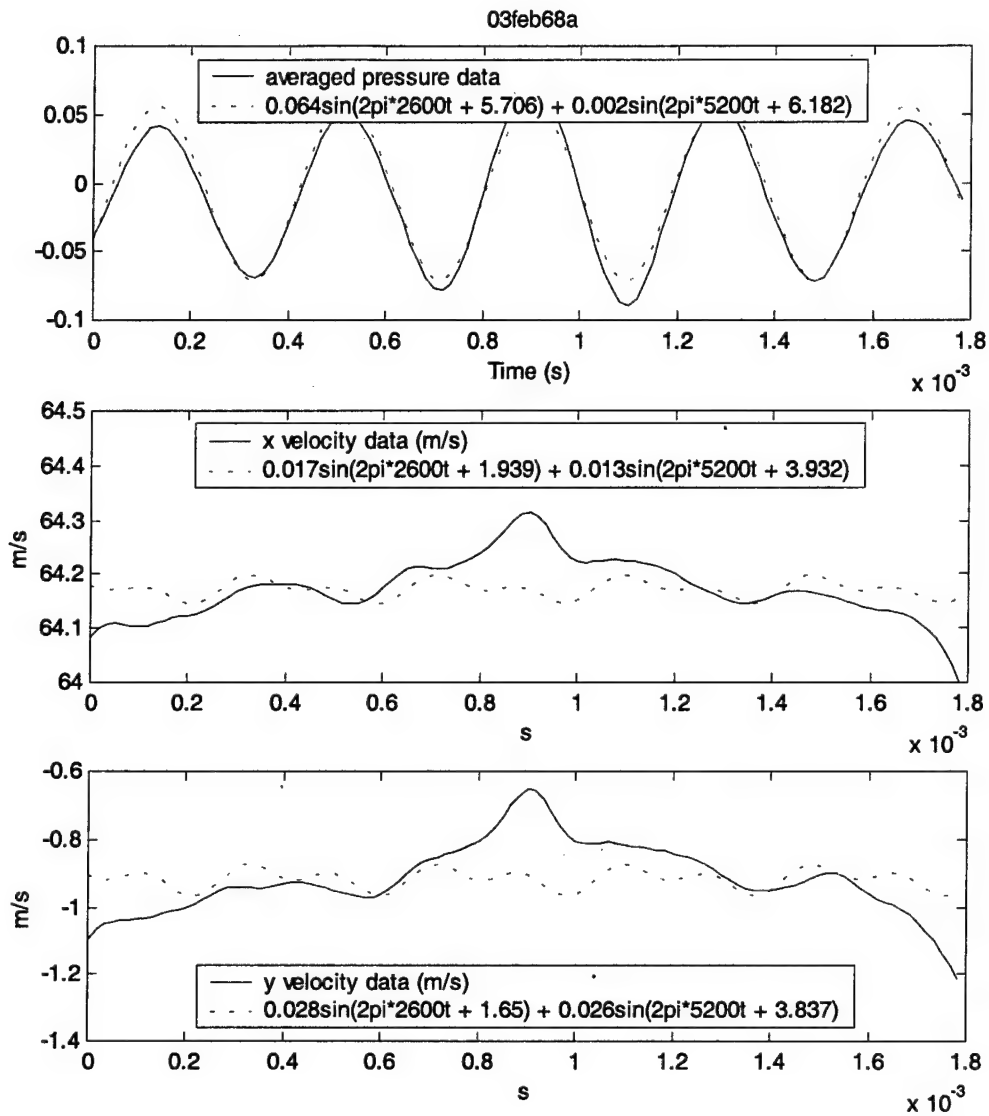 03feb68a
0.1
0.05
0
-0.05
-0.1
averaged pressure data
0.064sin(2pi*2600t + 5.706) + 0.002sin(2pi*5200t + 6.182)
0 0.2 0.4 0.6 0.8 1 1.2 1.4 1.6 1.8
Time (s)
x 10-3
64.5
64.4
64.3
64.2
64.1
64
m/s
x velocity data (m/s)
0.017sin(2pi*2600t + 1.939) + 0.013sin(2pi*5200t + 3.932)
0 0.2 0.4 0.6 0.8 1 1.2 1.4 1.6 1.8
s
x 10-3
-0.6
-0.8
-1
-1.2
-1.4
m/s
y velocity data (m/s)
0.028sin(2pi*2600t + 1.65) + 0.026sin(2pi*5200t + 3.837)
0 0.2 0.4 0.6 0.8 1 1.2 1.4 1.6 1.8
s
x 10-3